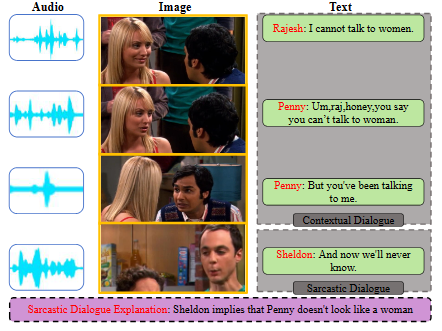 Audio Image Text
Rajesh: I cannot talk to women.
Penny: Um,raj,honey,you say
you can't talk to woman.
Penny: But you've been talking
to me.
Contextual Dialogue
Sheldon: And now we'll never
know.
Sarcastic Dialogue
Sarcastic Dialogue Explanation: Sheldon implies that Penny doesn't look like a woman